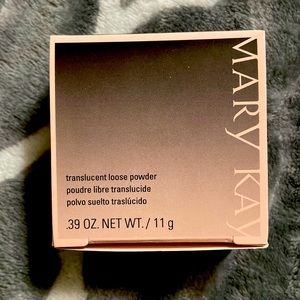 MARY KAY
translucent loose powder
poudre libre translucide
polvo suelto traslúcido
.39 OZ. NET WT. / 11 g